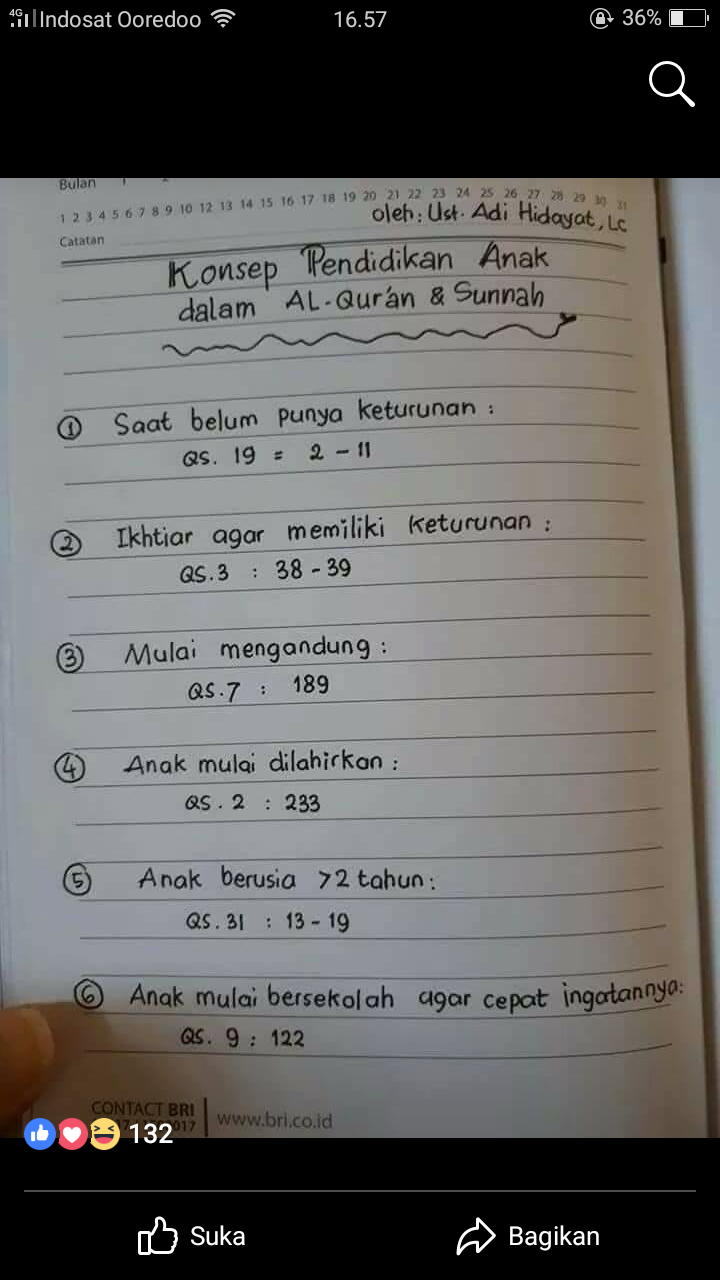 4G Indosat Ooredoo 16.57 36%
Bulan
1 2 3 4 5 6 7 8 9 10 12 13 14 15 16 17 18 19 20 21 22 23 24 25 26 27 28 29 30 31
oleh: Ust. Adi Hidayat, Lc
Catatan
Konsep Pendidikan Anak
dalam AL-Qur'an & Sunnah
① Saat belum punya keturunan :
QS. 19 = 2 - 11
② Ikhtiar agar memiliki keturunan :
QS.3 : 38 - 39
③ Mulai mengandung :
QS.7 : 189
④ Anak mulai dilahirkan :
QS. 2 : 233
⑤ Anak berusia >2 tahun :
QS. 31 : 13 - 19
⑥ Anak mulai bersekolah agar cepat ingatannya:
QS. 9 : 122
CONTACT BRI
017 www.bri.co.id
132
Suka Bagikan